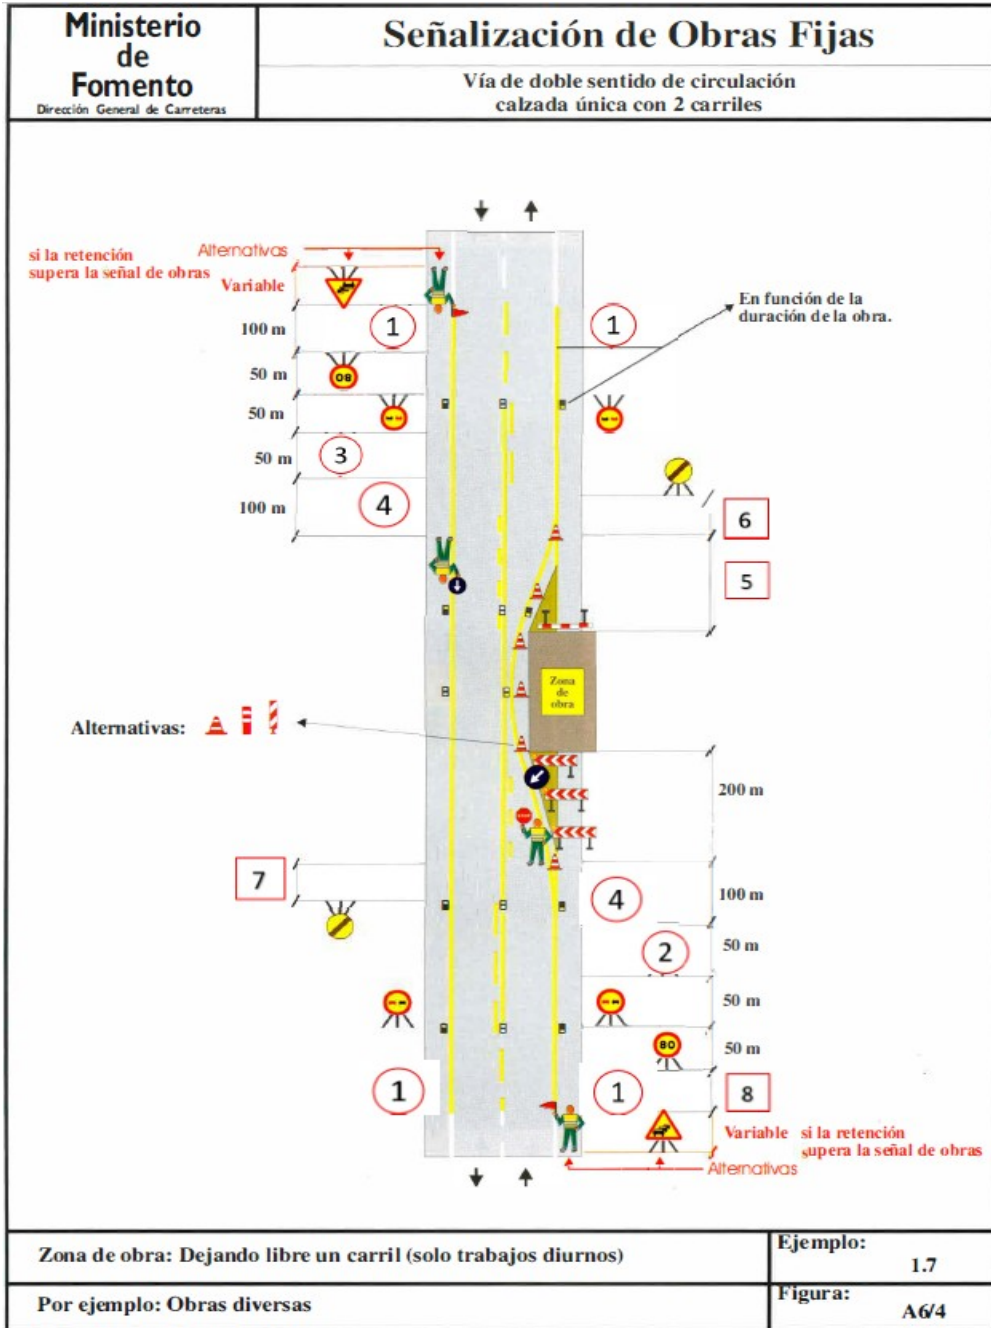 Ministerio
de
Fomento
Dirección General de Carreteras
Señalización de Obras Fijas
Vía de doble sentido de circulación
calzada única con 2 carriles
si la retención
supera la señal de obras
Alternativas
Variable
100 m
1
1
En función de la
duración de la obra.
50 m
80
50 m
50 m
3
100 m
4
6
5
Zona
de
obra
Alternativas:
200 m
STOP
7
4
100 m
2
50 m
50 m
80
50 m
1
1
8
Variable si la retención
supera la señal de obras
Alternativas
Zona de obra: Dejando libre un carril (solo trabajos diurnos)
Ejemplo:
1.7
Por ejemplo: Obras diversas
Figura:
A6/4